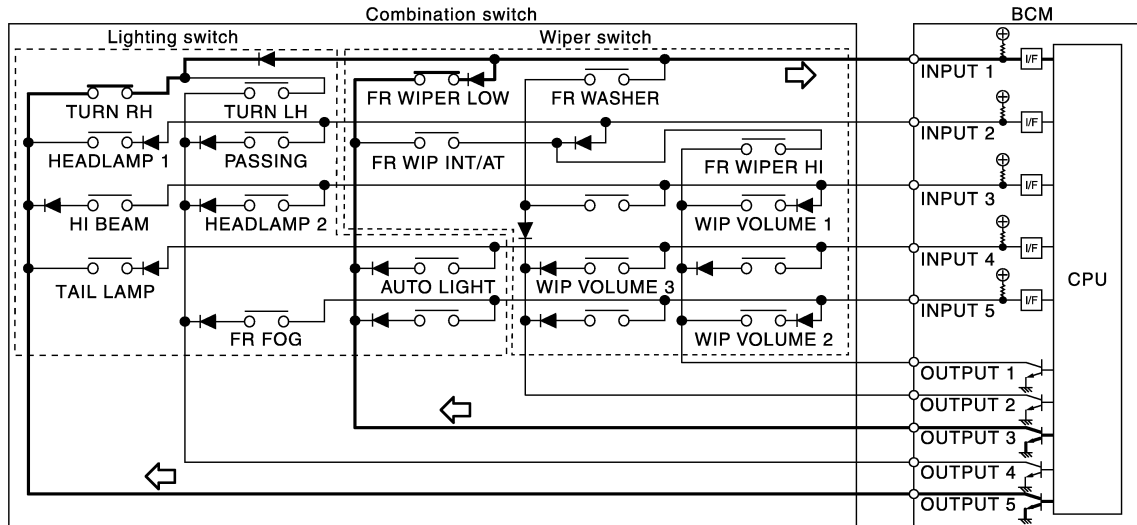 Combination switch
BCM
Lighting switch
Wiper switch
INPUT 1
I/F
TURN RH
TURN LH
FR WIPER LOW
FR WASHER
INPUT 2
I/F
HEADLAMP 1
PASSING
FR WIP INT/AT
FR WIPER HI
INPUT 3
I/F
HI BEAM
HEADLAMP 2
WIP VOLUME 1
INPUT 4
I/F
CPU
TAIL LAMP
AUTO LIGHT
WIP VOLUME 3
INPUT 5
I/F
FR FOG
WIP VOLUME 2
OUTPUT 1
OUTPUT 2
OUTPUT 3
OUTPUT 4
OUTPUT 5